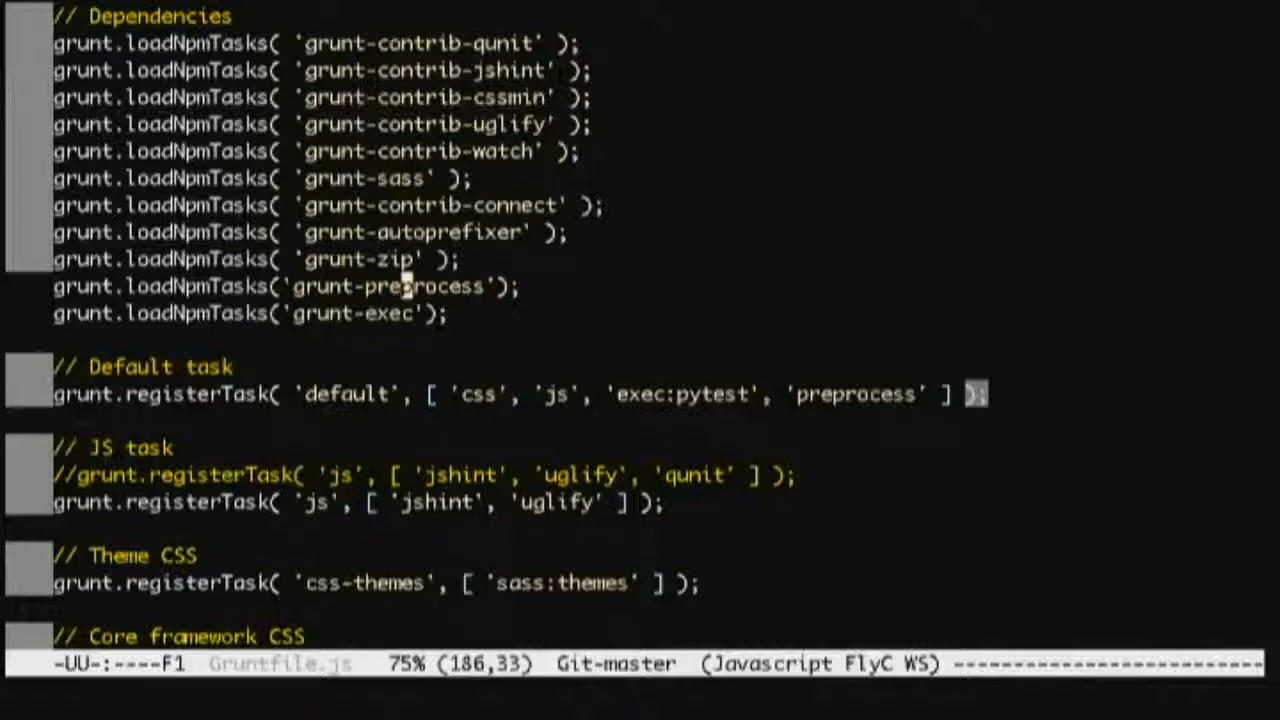 // Dependencies
grunt.loadNpmTasks( 'grunt-contrib-qunit' );
grunt.loadNpmTasks( 'grunt-contrib-jshint' );
grunt.loadNpmTasks( 'grunt-contrib-cssmin' );
grunt.loadNpmTasks( 'grunt-contrib-uglify' );
grunt.loadNpmTasks( 'grunt-contrib-watch' );
grunt.loadNpmTasks( 'grunt-sass' );
grunt.loadNpmTasks( 'grunt-contrib-connect' );
grunt.loadNpmTasks( 'grunt-autoprefixer' );
grunt.loadNpmTasks( 'grunt-zip' );
grunt.loadNpmTasks('grunt-preprocess');
grunt.loadNpmTasks('grunt-exec');
// Default task
grunt.registerTask( 'default', [ 'css', 'js', 'exec:pytest', 'preprocess' ] );
// JS task
//grunt.registerTask( 'js', [ 'jshint', 'uglify', 'qunit' ] );
grunt.registerTask( 'js', [ 'jshint', 'uglify' ] );
// Theme CSS
grunt.registerTask( 'css-themes', [ 'sass:themes' ] );
// Core framework CSS
-UU-:----F1 Gruntfile.js 75% (186,33) Git-master (Javascript FlyC WS) --------------------------